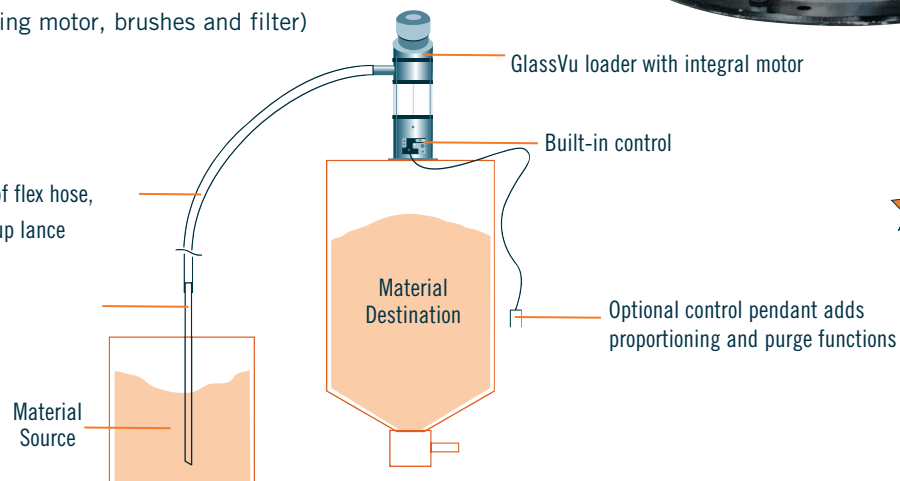 ing motor, brushes and filter)
GlassVu loader with integral motor
Built-in control
of flex hose,
up lance
Material
Destination
Optional control pendant adds
proportioning and purge functions
Material
Source